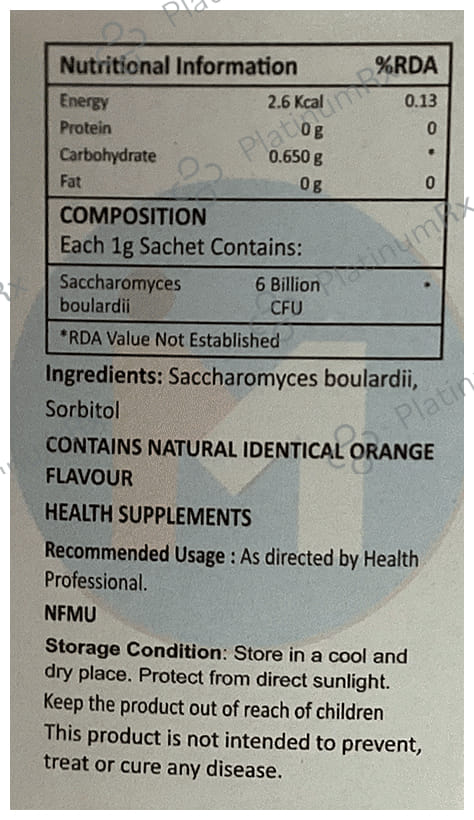 Nutritional Information %RDA
Energy 2.6 Kcal 0.13
Protein 0 g 0
Carbohydrate 0.650 g *
Fat 0 g 0
COMPOSITION
Each 1g Sachet Contains:
Saccharomyces 6 Billion *
boulardii CFU
*RDA Value Not Established
Ingredients: Saccharomyces boulardii,
Sorbitol
CONTAINS NATURAL IDENTICAL ORANGE
FLAVOUR
HEALTH SUPPLEMENTS
Recommended Usage : As directed by Health
Professional.
NFMU
Storage Condition: Store in a cool and
dry place. Protect from direct sunlight.
Keep the product out of reach of children
This product is not intended to prevent,
treat or cure any disease.
PlatinumRx
PlatinumRx
Platin